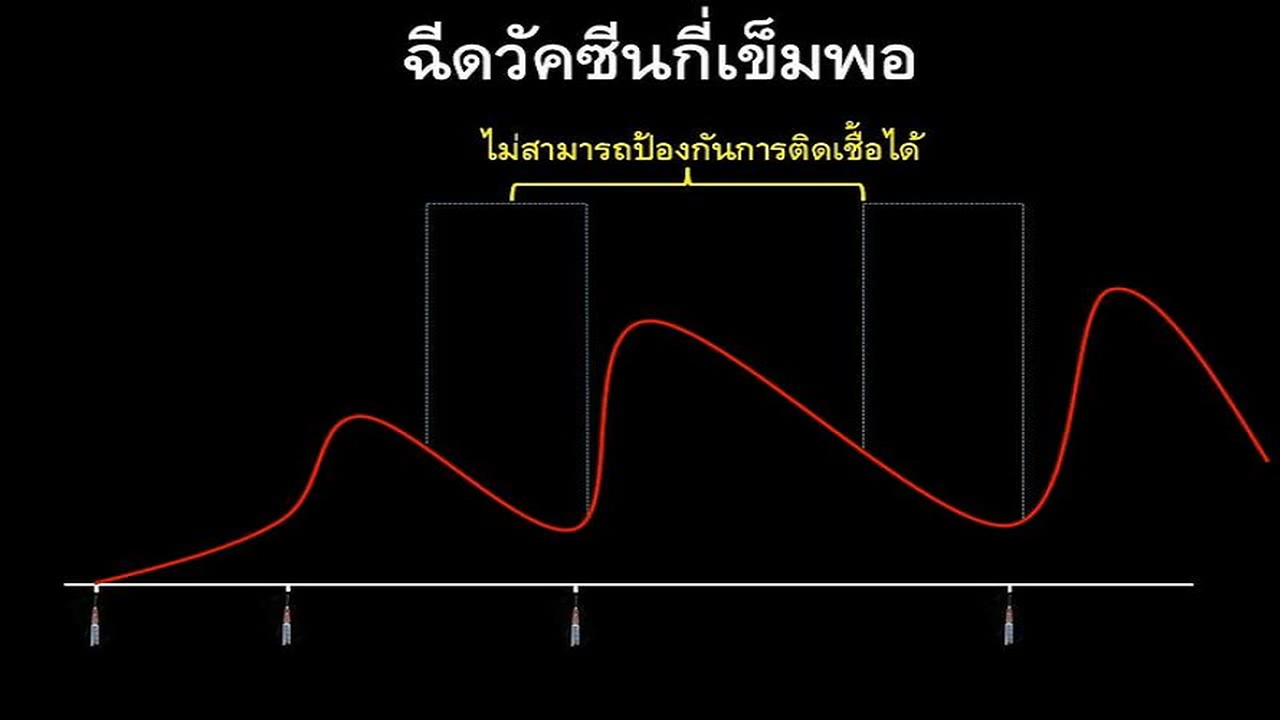 ฉีดวัคซีนกี่เข็มพอ
ไม่สามารถป้องกันการติดเชื้อได้